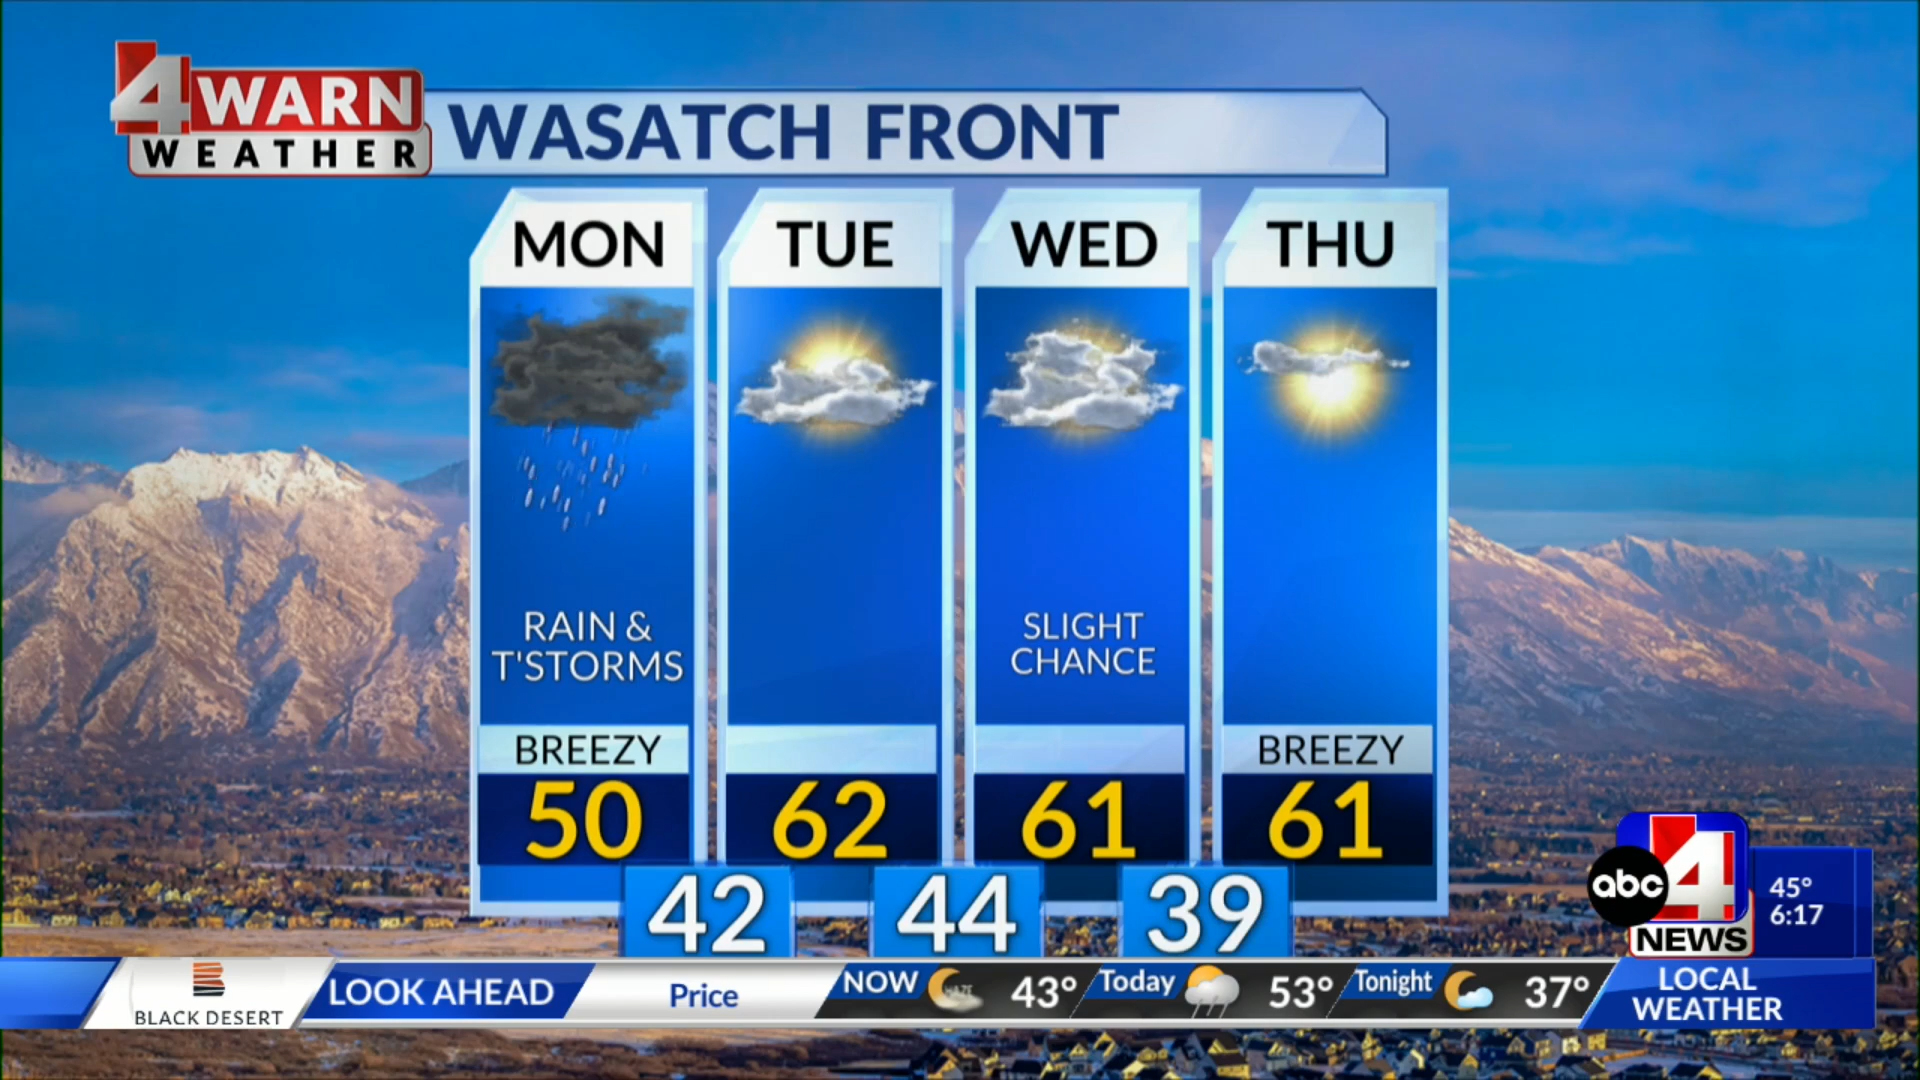 4 WARN
WEATHER
WASATCH FRONT
MON
TUE
WED
THU
RAIN &
T'STORMS
SLIGHT
CHANCE
BREEZY
BREEZY
50
62
61
61
42
44
39
abc
4
NEWS
45°
6:17
BLACK DESERT
LOOK AHEAD
Price
NOW
HAZE
43°
Today
53°
Tonight
37°
LOCAL
WEATHER